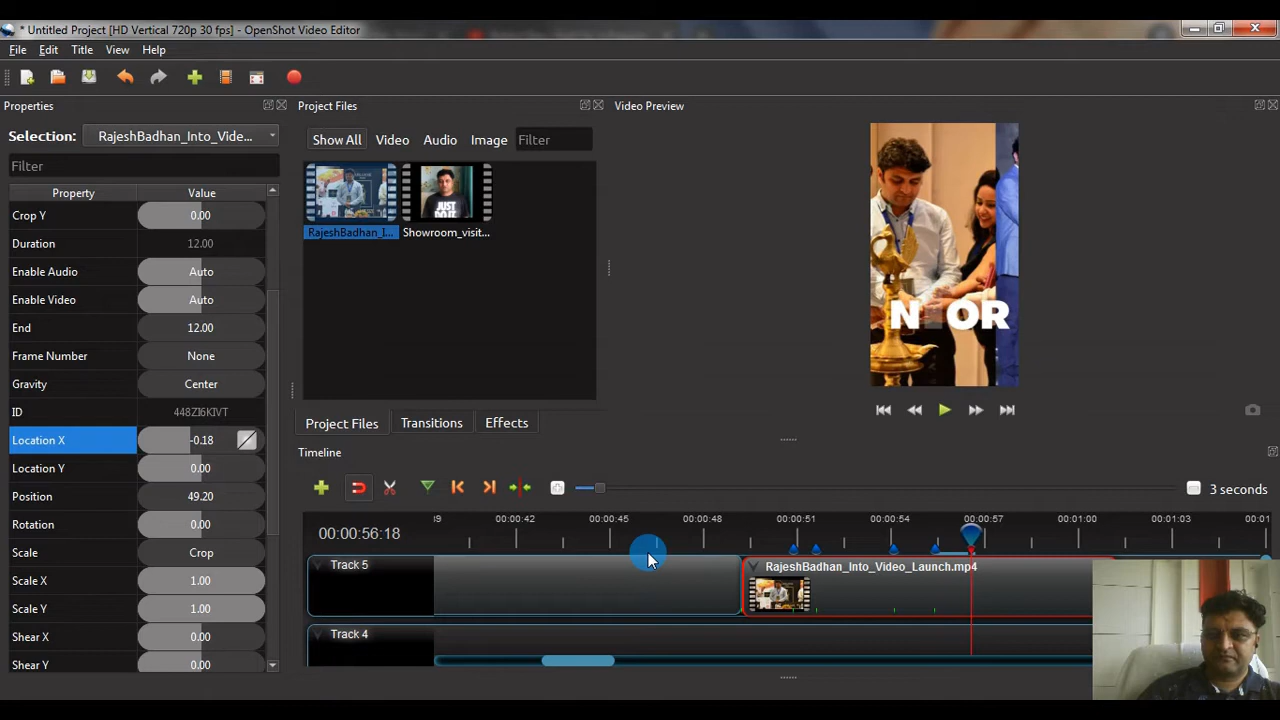 * Untitled Project [HD Vertical 720p 30 fps] - OpenShot Video Editor
File Edit Title View Help
Properties
Project Files
Video Preview
Selection: RajeshBadhan_Into_Vide...
Show All Video Audio Image Filter
Filter
Property Value
Crop Y 0.00
Duration 12.00
Enable Audio Auto
Enable Video Auto
End 12.00
Frame Number None
Gravity Center
ID 448ZI6KIVT
Location X -0.18
Location Y 0.00
Position 49.20
Rotation 0.00
Scale Crop
Scale X 1.00
Scale Y 1.00
Shear X 0.00
Shear Y 0.00
RajeshBadhan_I... Showroom_visit...
JUST
DO IT.
N OR
Project Files Transitions Effects
Timeline
3 seconds
00:00:56:18
:39 00:00:42 00:00:45 00:00:48 00:00:51 00:00:54 00:00:57 00:01:00 00:01:03 00:01
Track 5
RajeshBadhan_Into_Video_Launch.mp4
Track 4